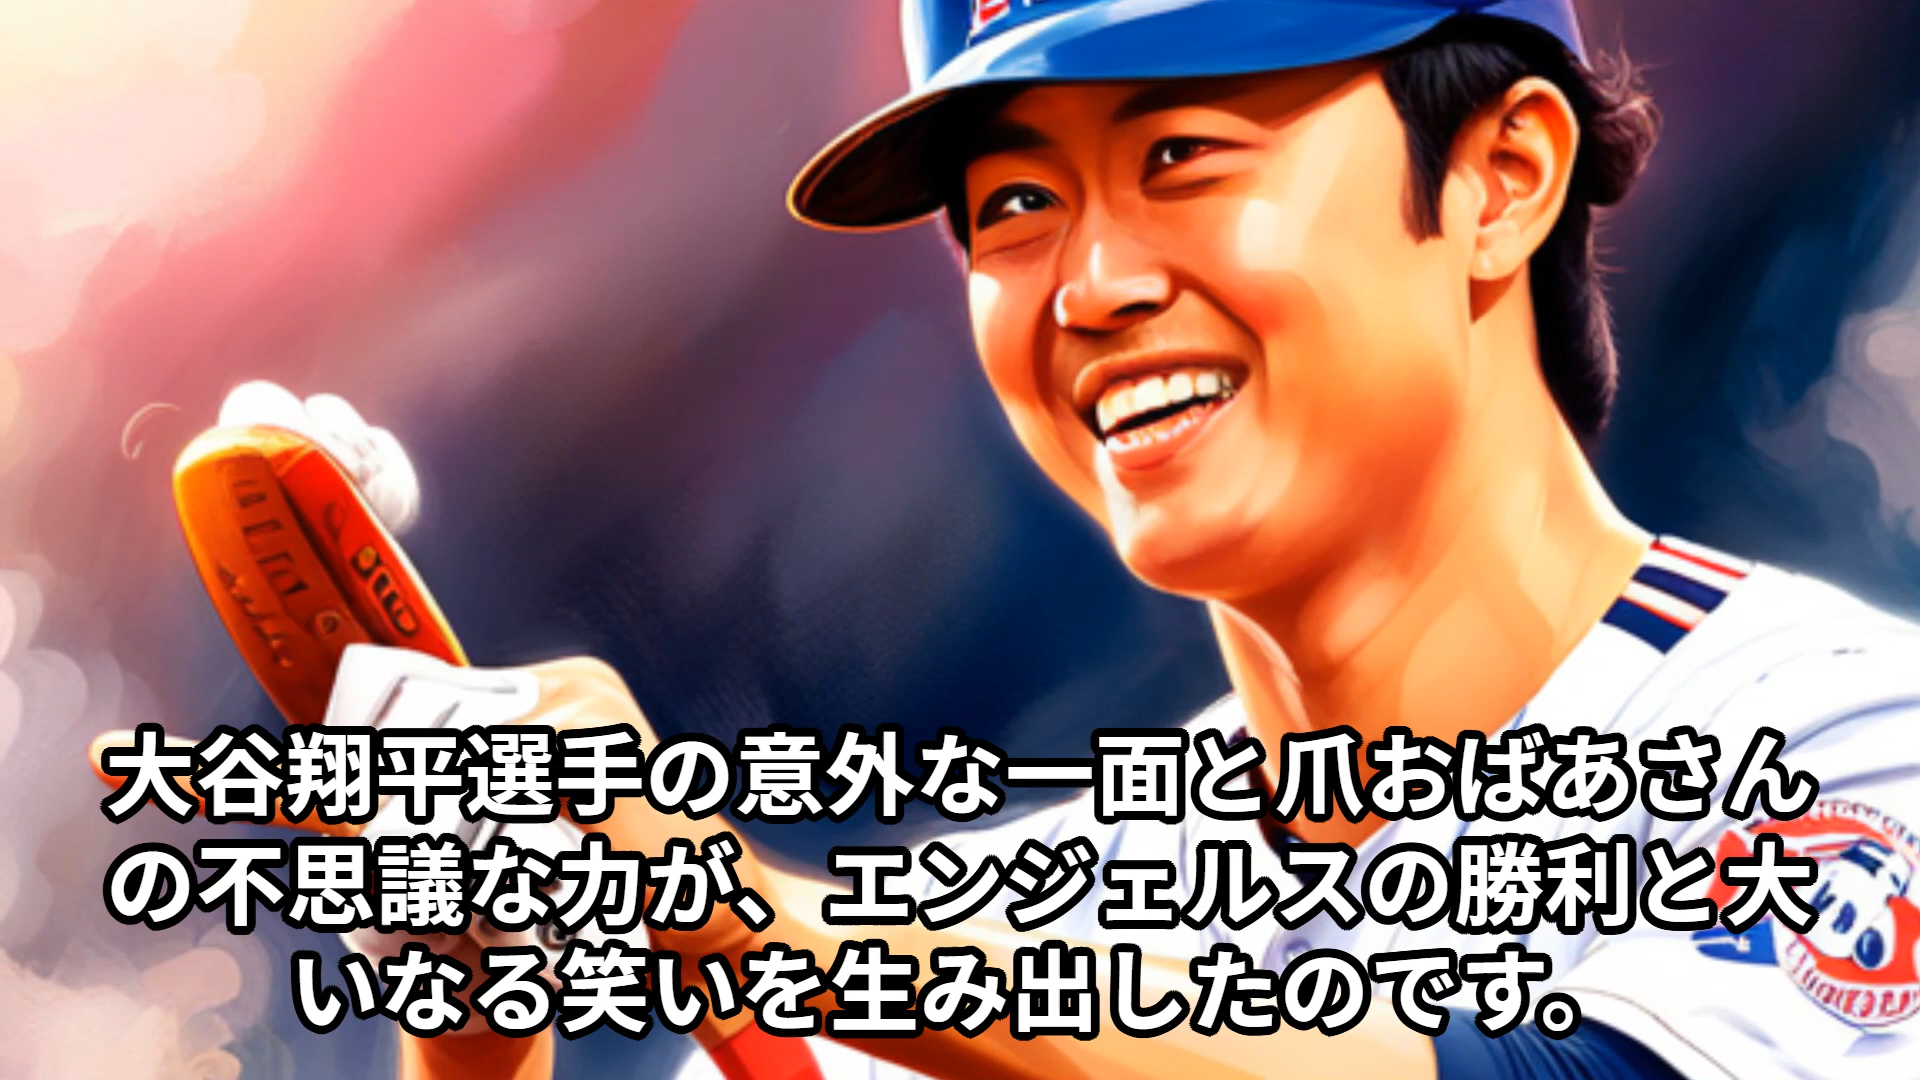 大谷翔平選手の意外な一面と爪おばあさん
の不思議な力が、エンジェルスの勝利と大
いなる笑いを生み出したのです。